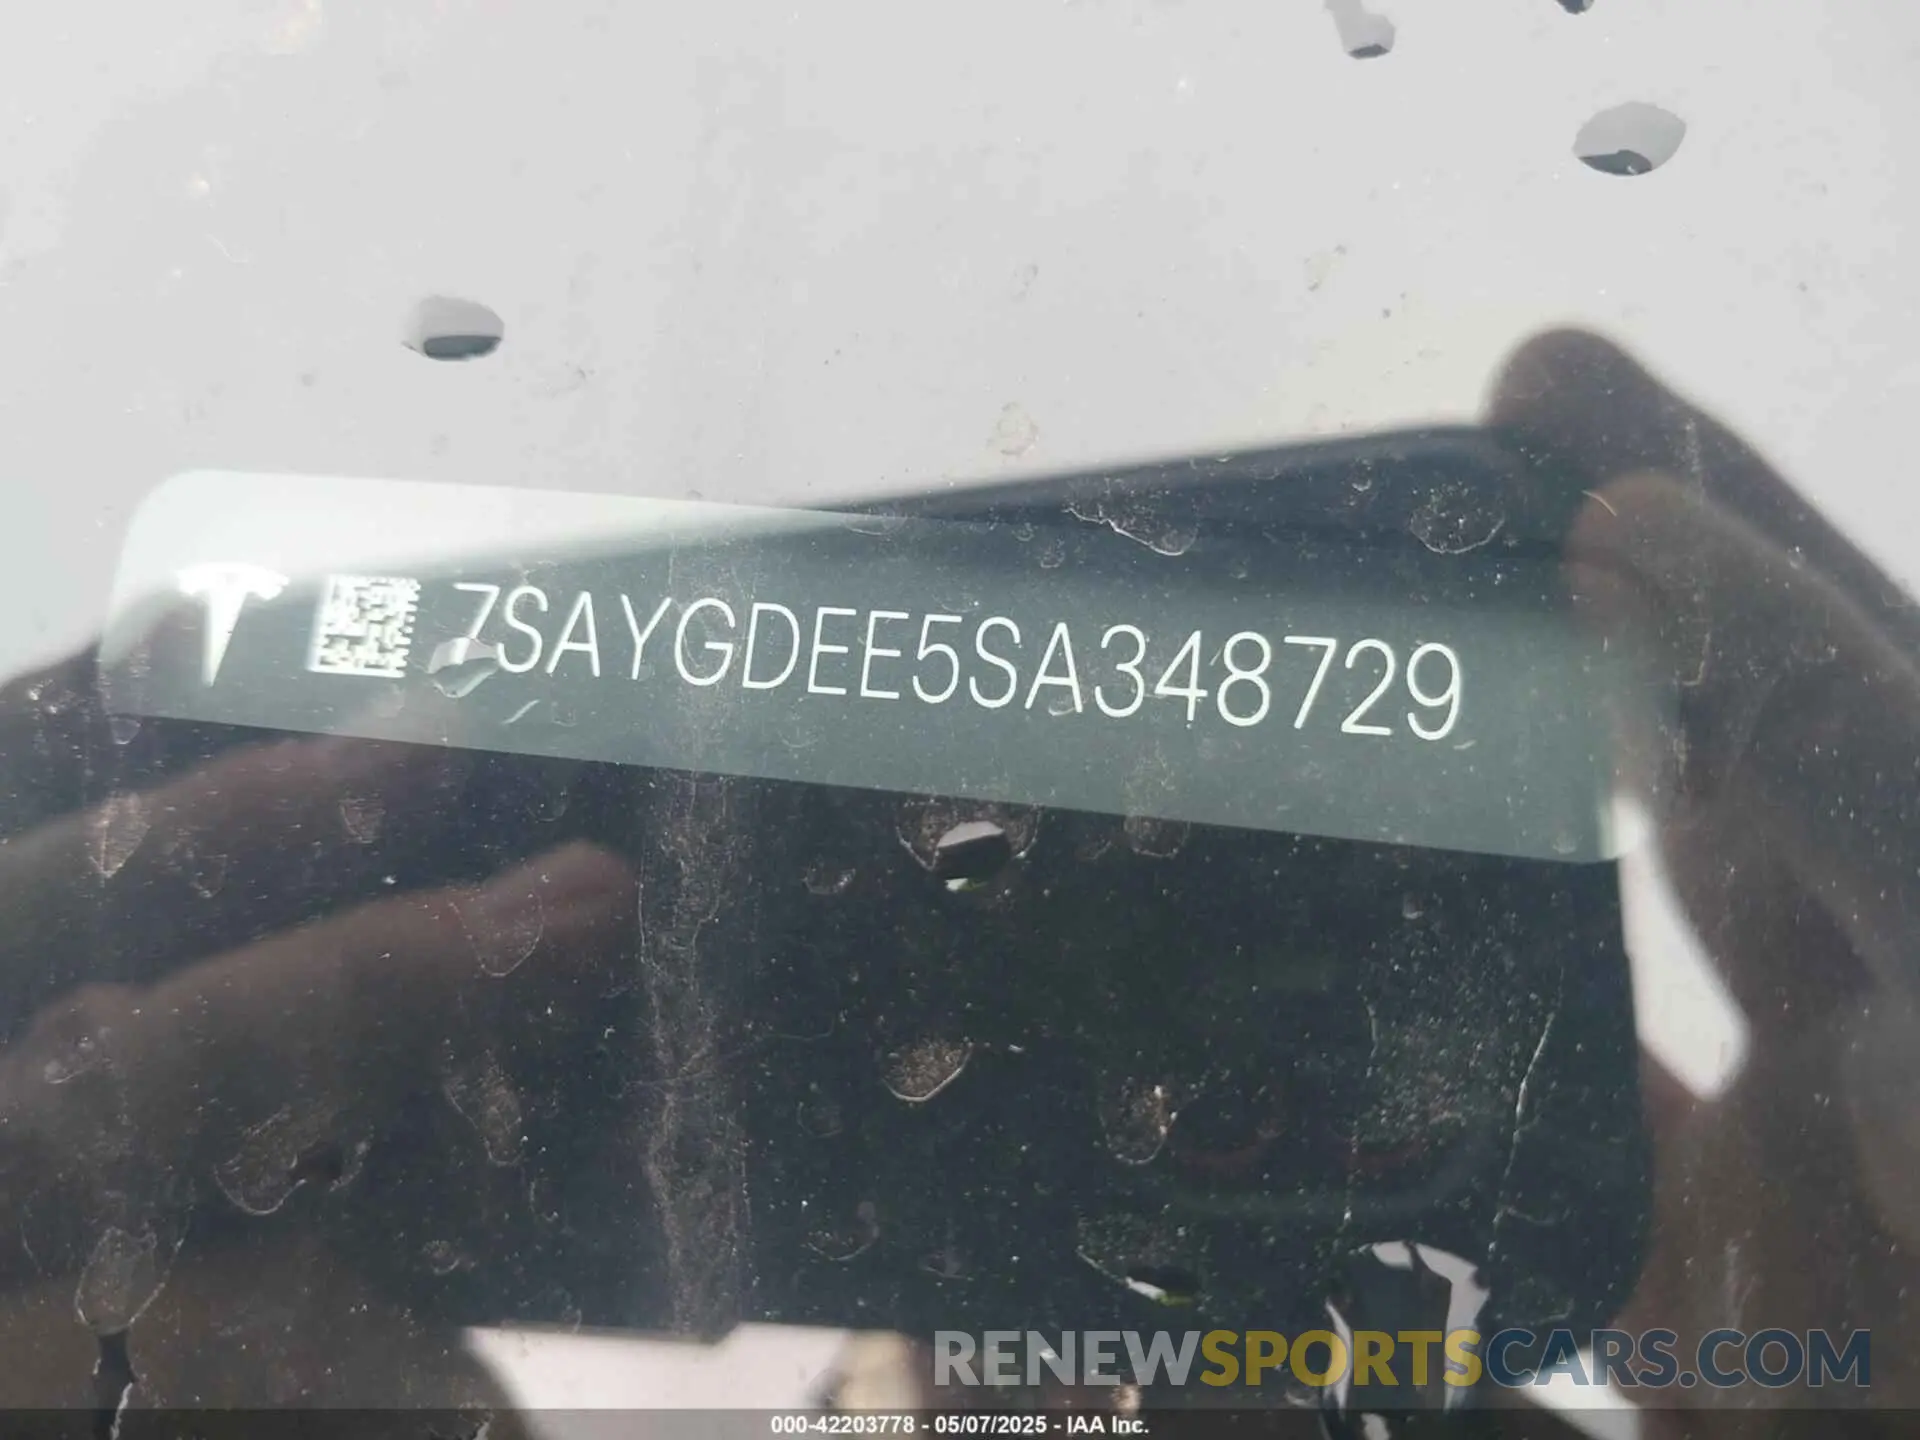 7SAYGDEE5SA348729
RENEWSPORTSCARS.COM
000-42203778 - 05/07/2025 - IAA Inc.